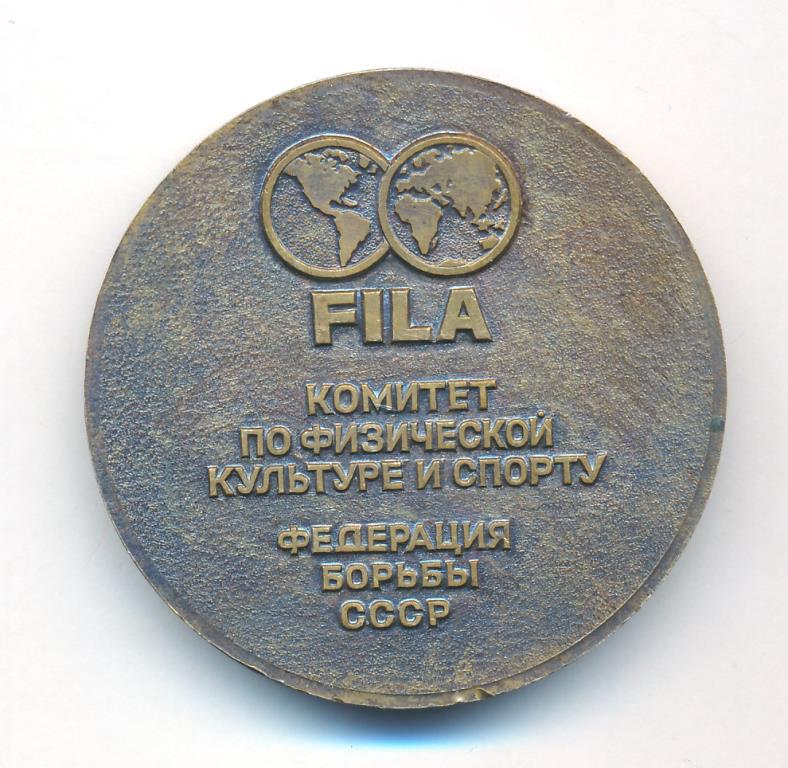 FILA
КОМИТЕТ
ПО ФИЗИЧЕСКОЙ
КУЛЬТУРЕ И СПОРТУ
ФЕДЕРАЦИЯ
БОРЬБЫ
СССР